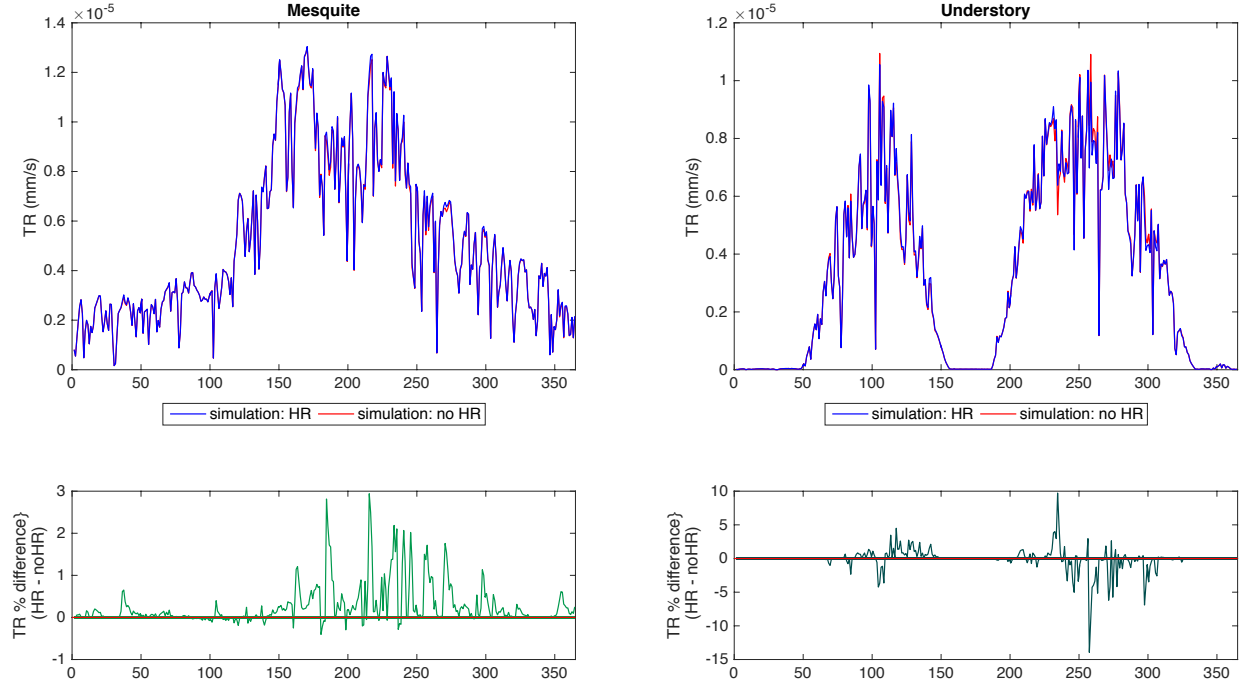 Mesquite
×10-5
1.4
1.2
1
0.8
0.6
0.4
0.2
0
TR (mm/s)
0 50 100 150 200 250 300 350
simulation: HR simulation: no HR
Understory
×10-5
1.2
1
0.8
0.6
0.4
0.2
0
TR (mm/s)
0 50 100 150 200 250 300 350
simulation: HR simulation: no HR
3
2
1
0
-1
TR % difference}
(HR - noHR)
0 50 100 150 200 250 300 350
10
5
0
-5
-10
-15
TR % difference}
(HR - noHR)
0 50 100 150 200 250 300 350